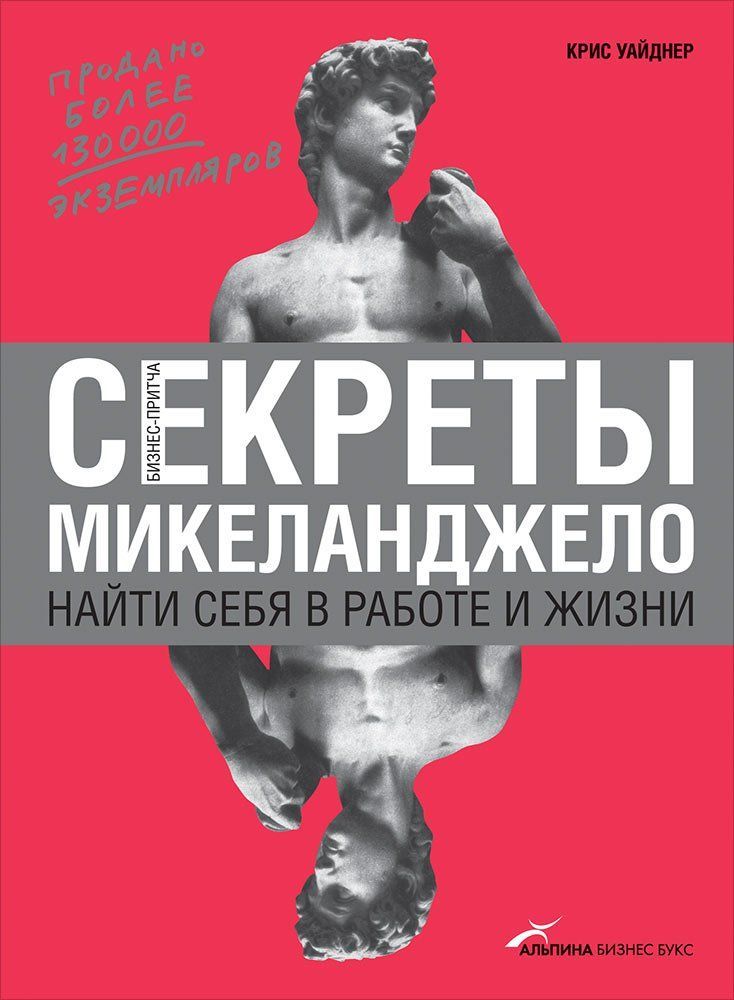 ПРОДАНО
БОЛЕЕ
130000
ЭКЗЕМПЛЯРОВ
КРИС УАЙДНЕР
БИЗНЕС-ПРИТЧА
СЕКРЕТЫ
МИКЕЛАНДЖЕЛО
НАЙТИ СЕБЯ В РАБОТЕ И ЖИЗНИ
АЛЬПИНА БИЗНЕС БУКС